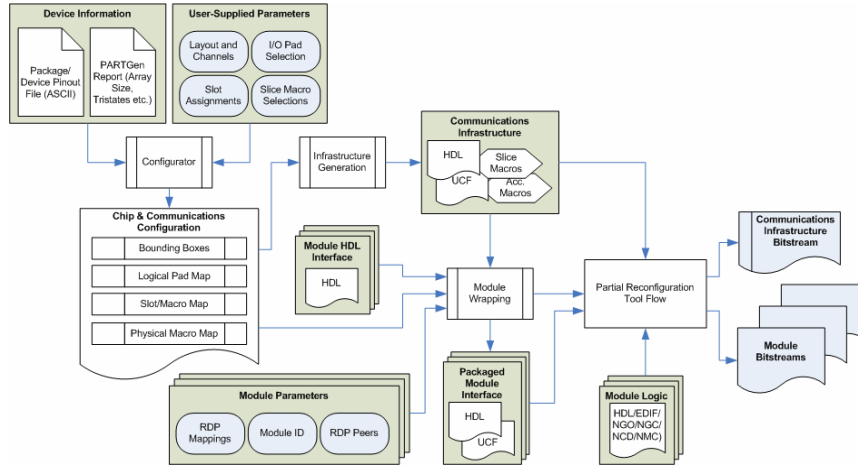 Device Information
Package/
Device Pinout
File (ASCII)
PARTGen
Report (Array
Size,
Tristates etc.)
User-Supplied Parameters
Layout and
Channels
I/O Pad
Selection
Slot
Assignments
Slice Macro
Selections
Configurator
Infrastructure
Generation
Communications
Infrastructure
HDL
UCF
Slice
Macros
Acc.
Macros
Chip & Communications
Configuration
Bounding Boxes
Logical Pad Map
Slot/Macro Map
Physical Macro Map
Module HDL
Interface
HDL
Module
Wrapping
Partial Reconfiguration
Tool Flow
Communications
Infrastructure
Bitstream
Module
Bitstreams
Module Parameters
RDP
Mappings
Module ID
RDP Peers
Packaged
Module
Interface
HDL
UCF
Module Logic
HDL/EDIF/
NGO/NGC/
NCD/NMC)